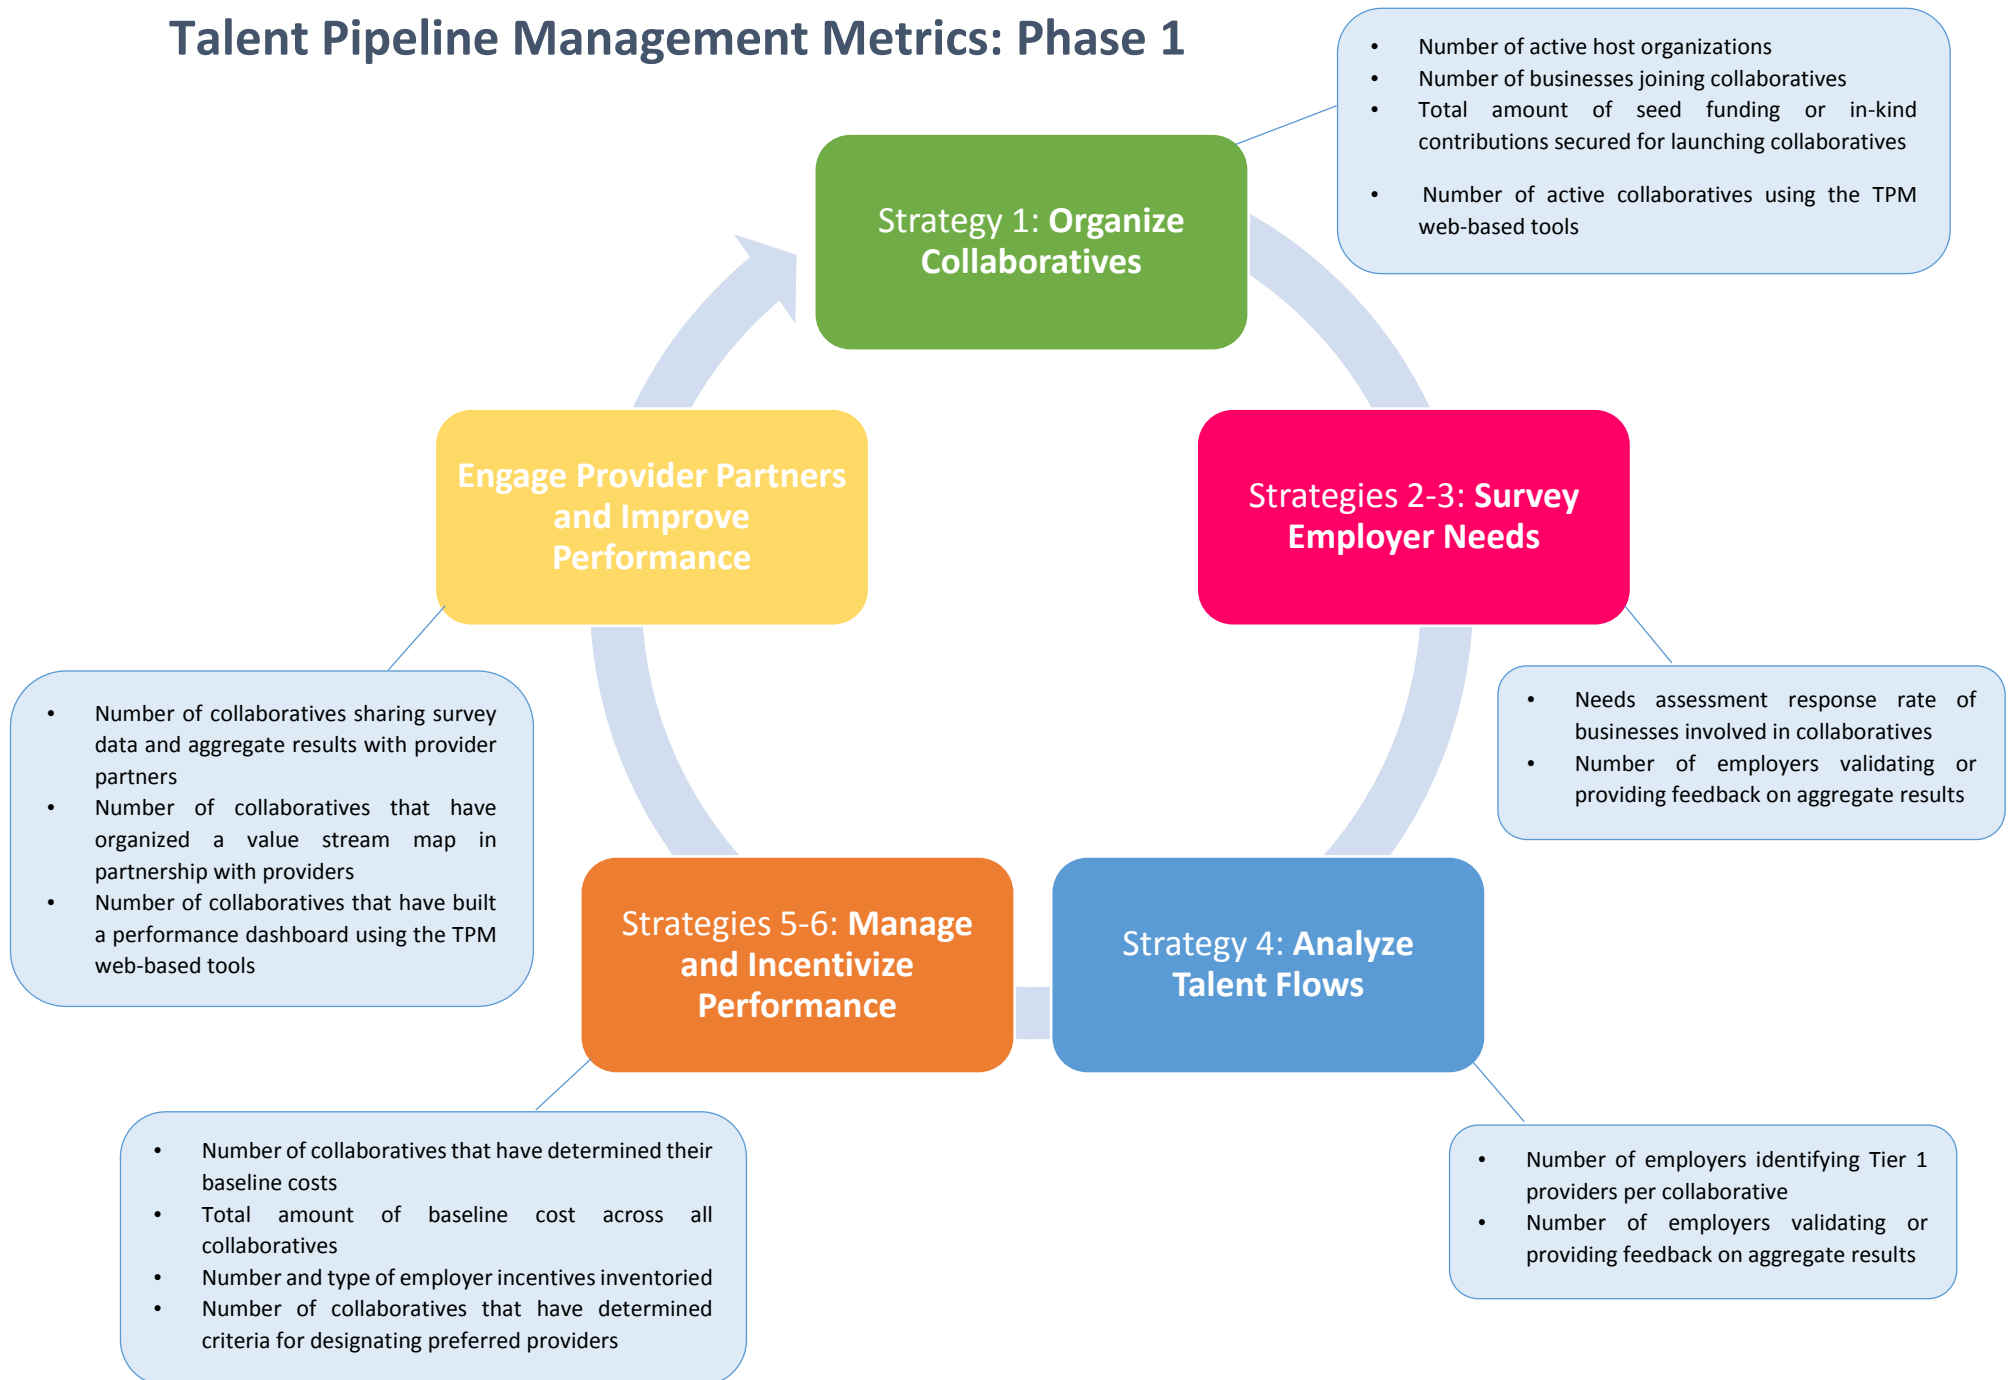 Talent Pipeline Management Metrics: Phase 1
• Number of active host organizations
• Number of businesses joining collaboratives
• Total amount of seed funding or in-kind
contributions secured for launching collaboratives
• Number of active collaboratives using the TPM
web-based tools
Strategy 1: Organize
Collaboratives
Engage Provider Partners
and Improve
Performance
Strategies 2-3: Survey
Employer Needs
• Number of collaboratives sharing survey
data and aggregate results with provider
partners
• Number of collaboratives that have
organized a value stream map in
partnership with providers
• Number of collaboratives that have built
a performance dashboard using the TPM
web-based tools
• Needs assessment response rate of
businesses involved in collaboratives
• Number of employers validating or
providing feedback on aggregate results
Strategies 5-6: Manage
and Incentivize
Performance
Strategy 4: Analyze
Talent Flows
• Number of collaboratives that have determined their
baseline costs
• Total amount of baseline cost across all
collaboratives
• Number and type of employer incentives inventoried
• Number of collaboratives that have determined
criteria for designating preferred providers
• Number of employers identifying Tier 1
providers per collaborative
• Number of employers validating or
providing feedback on aggregate results